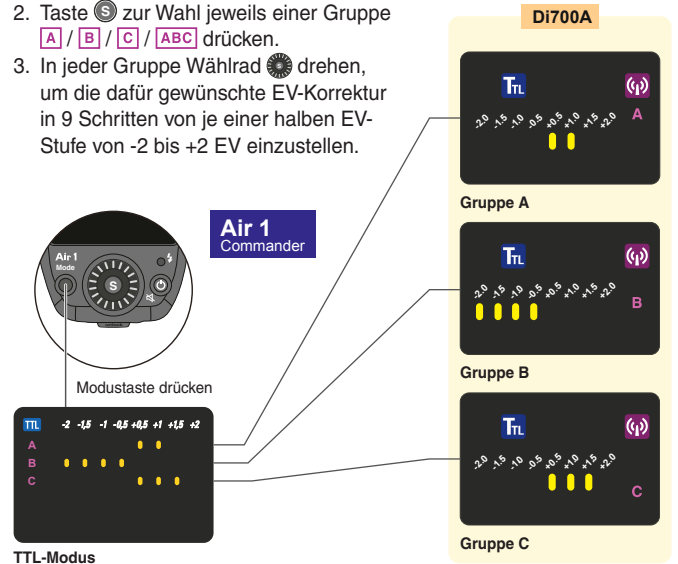 2. Taste S zur Wahl jeweils einer Gruppe
A / B / C / ABC drücken.
3. In jeder Gruppe Wählrad drehen,
um die dafür gewünschte EV-Korrektur
in 9 Schritten von je einer halben EV-
Stufe von -2 bis +2 EV einzustellen.
Air 1
Commander
Air 1
Mode
S
Modustaste drücken
TTL -2 -1,5 -1 -0,5 +0,5 +1 +1,5 +2
A
B
C
TTL-Modus
Di700A
TTL
-2.0 -1.5 -1.0 -0.5 +0.5 +1.0 +1.5 +2.0
A
Gruppe A
TTL
-2.0 -1.5 -1.0 -0.5 +0.5 +1.0 +1.5 +2.0
B
Gruppe B
TTL
-2.0 -1.5 -10 -0.5 +0.5 +1.0 +1.5 +2.0
C
Gruppe C